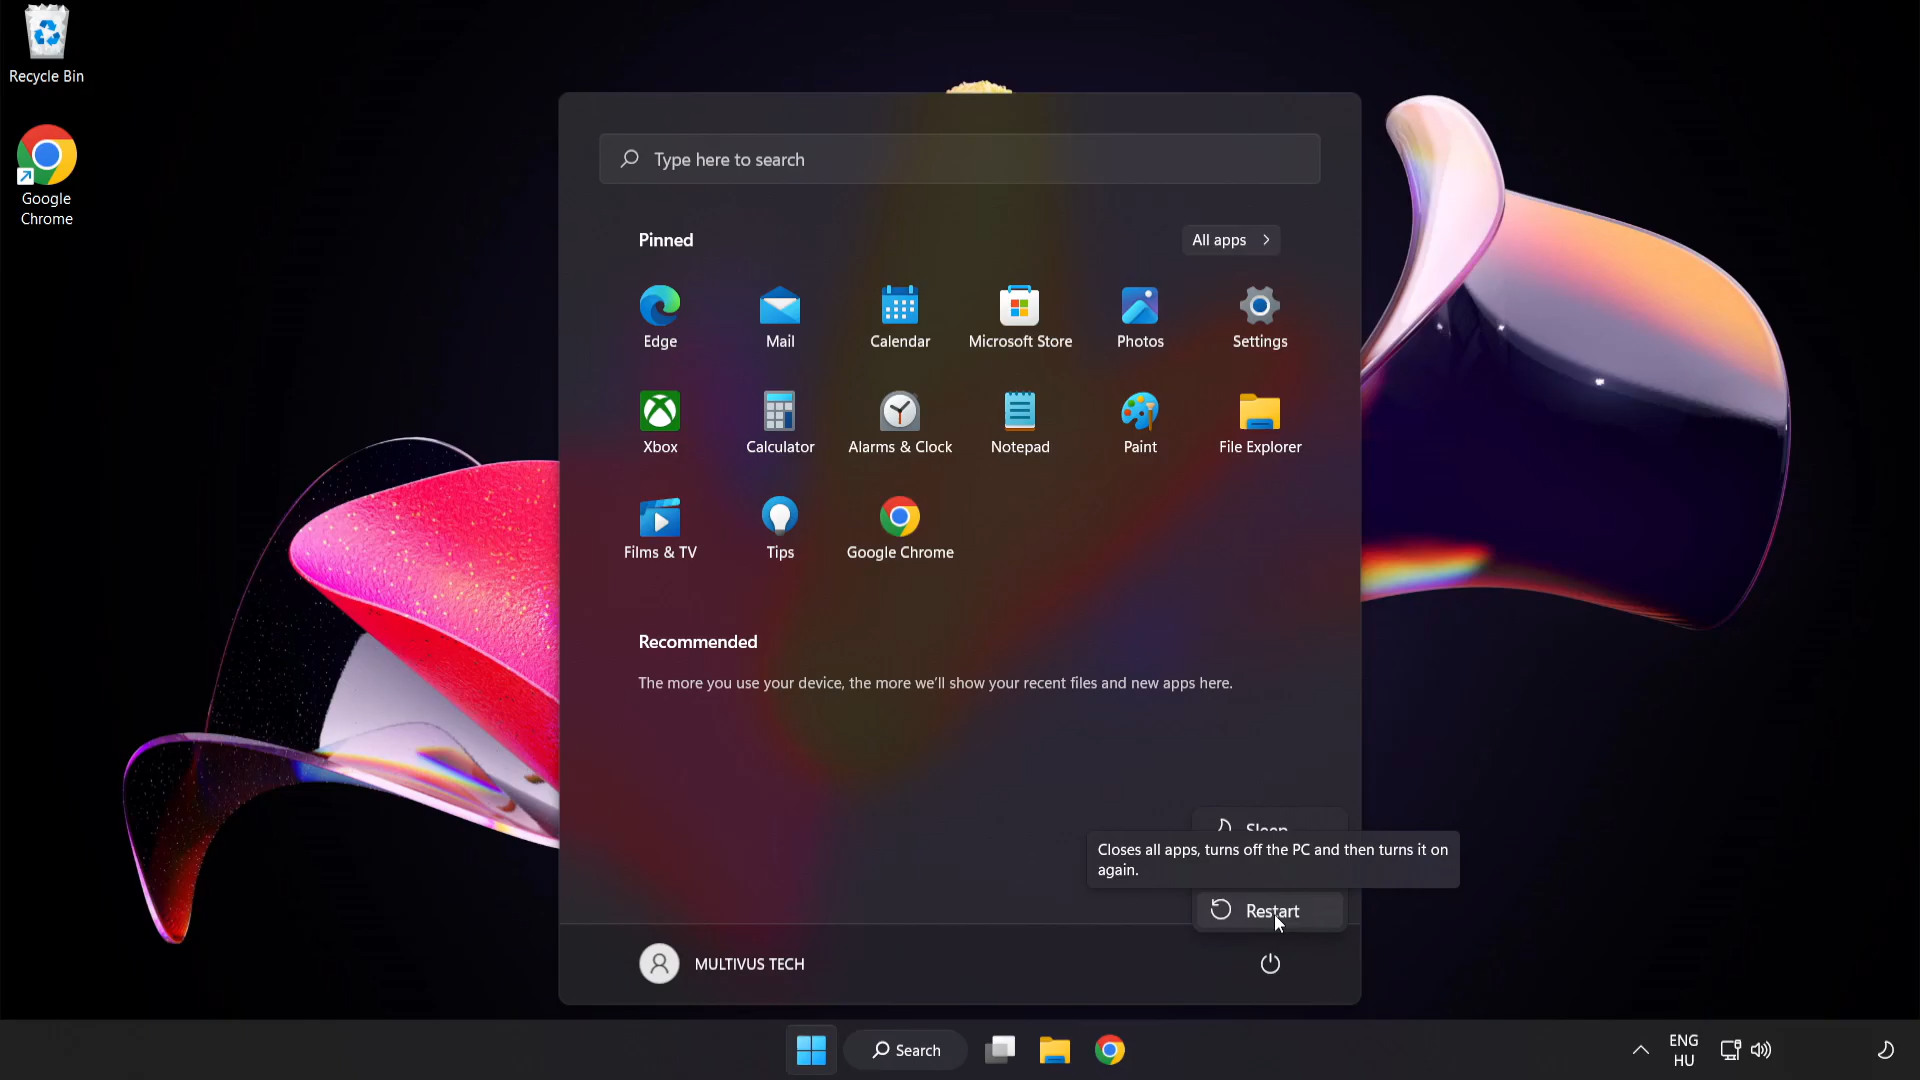 Recycle Bin
Google
Chrome
Type here to search
Pinned
All apps
Edge
Mail
Calendar
Microsoft Store
Photos
Settings
Xbox
Calculator
Alarms & Clock
Notepad
Paint
File Explorer
Films & TV
Tips
Google Chrome
Recommended
The more you use your device, the more we'll show your recent files and new apps here.
Sleep
Closes all apps, turns off the PC and then turns it on
again.
Restart
MULTIVUS TECH
Search
ENG
HU